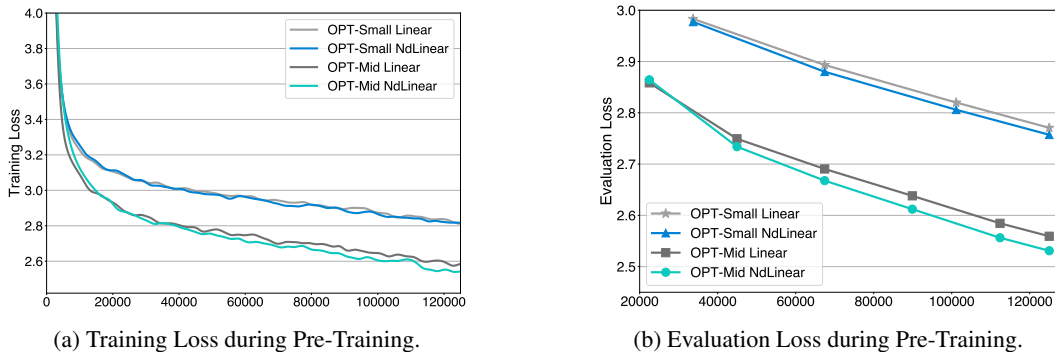 4.0
3.8
3.6
3.4
3.2
3.0
2.8
2.6
Training Loss
OPT-Small Linear
OPT-Small NdLinear
OPT-Mid Linear
OPT-Mid NdLinear
0 20000 40000 60000 80000 100000 120000
(a) Training Loss during Pre-Training.
3.0
2.9
2.8
2.7
2.6
2.5
Evaluation Loss
OPT-Small Linear
OPT-Small NdLinear
OPT-Mid Linear
OPT-Mid NdLinear
20000 40000 60000 80000 100000 120000
(b) Evaluation Loss during Pre-Training.